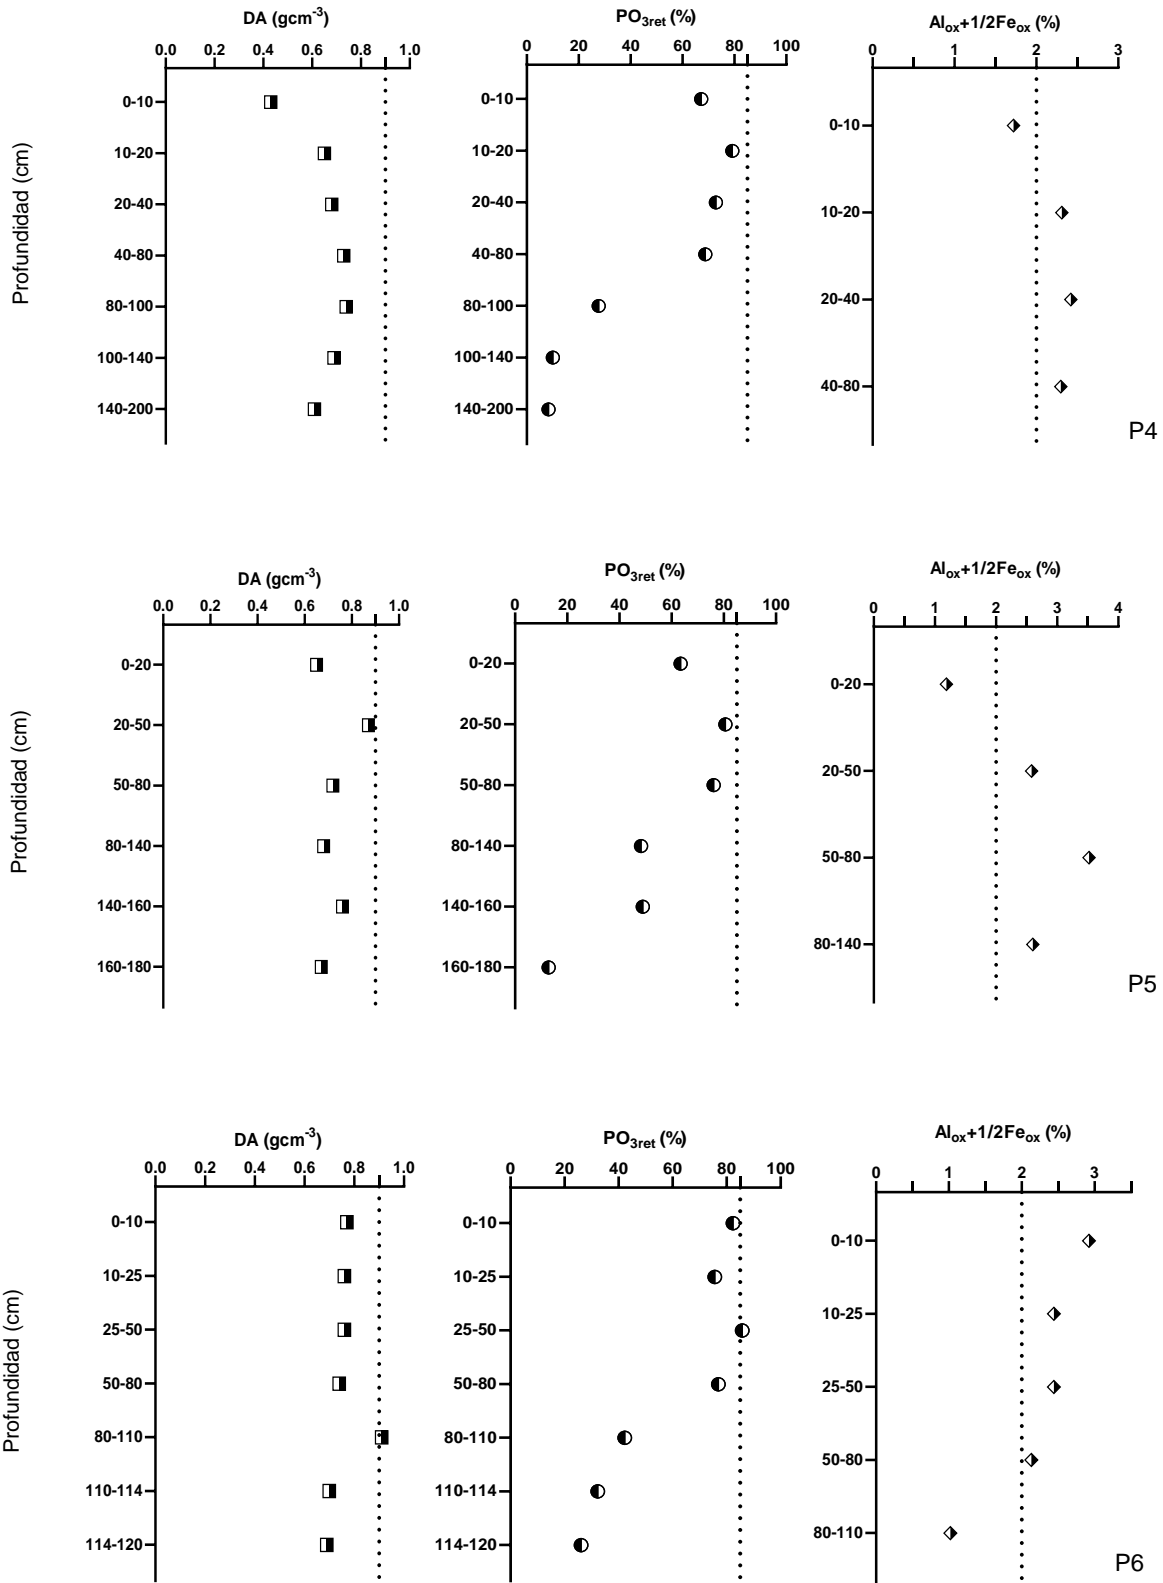 DA (gcm-3)
0.0 0.2 0.4 0.6 0.8 1.0
0-10
10-20
20-40
40-80
80-100
100-140
140-200
Profundidad (cm)
PO3ret (%)
0 20 40 60 80 100
0-10
10-20
20-40
40-80
80-100
100-140
140-200
Alox+1/2Feox (%)
0 1 2 3
0-10
10-20
20-40
40-80
P4
DA (gcm-3)
0.0 0.2 0.4 0.6 0.8 1.0
0-20
20-50
50-80
80-140
140-160
160-180
Profundidad (cm)
PO3ret (%)
0 20 40 60 80 100
0-20
20-50
50-80
80-140
140-160
160-180
Alox+1/2Feox (%)
0 1 2 3 4
0-20
20-50
50-80
80-140
P5
DA (gcm-3)
0.0 0.2 0.4 0.6 0.8 1.0
0-10
10-25
25-50
50-80
80-110
110-114
114-120
Profundidad (cm)
PO3ret (%)
0 20 40 60 80 100
0-10
10-25
25-50
50-80
80-110
110-114
114-120
Alox+1/2Feox (%)
0 1 2 3
0-10
10-25
25-50
50-80
80-110
P6